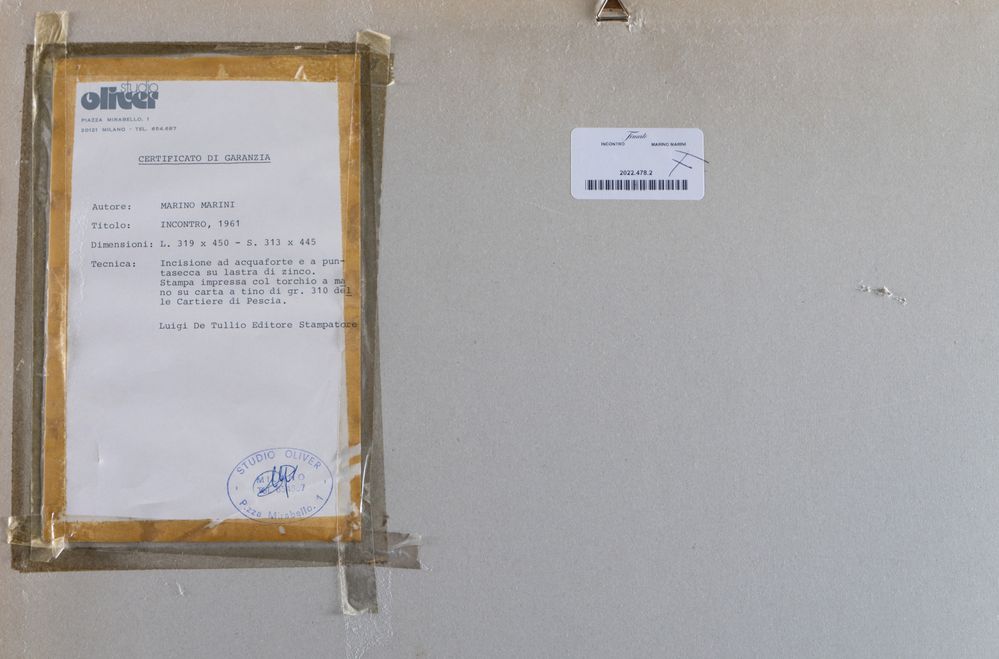 studio
oliver
PIAZZA MIRABELLO, 1
20121 MILANO - TEL. 654.687
CERTIFICATO DI GARANZIA
Autore: MARINO MARINI
Titolo: INCONTRO, 1961
Dimensioni: L. 319 x 450 - S. 313 x 445
Tecnica: Incisione ad acquaforte e a pun-
tasecca su lastra di zinco.
Stampa impressa col torchio a ma
no su carta a tino di gr. 310 del
le Cartiere di Pescia.
Luigi De Tullio Editore Stampatore
STUDIO OLIVER
MILANO
P.zza Mirabello, 1
Finarte
INCONTRO MARINO MARINI
2022.478.2